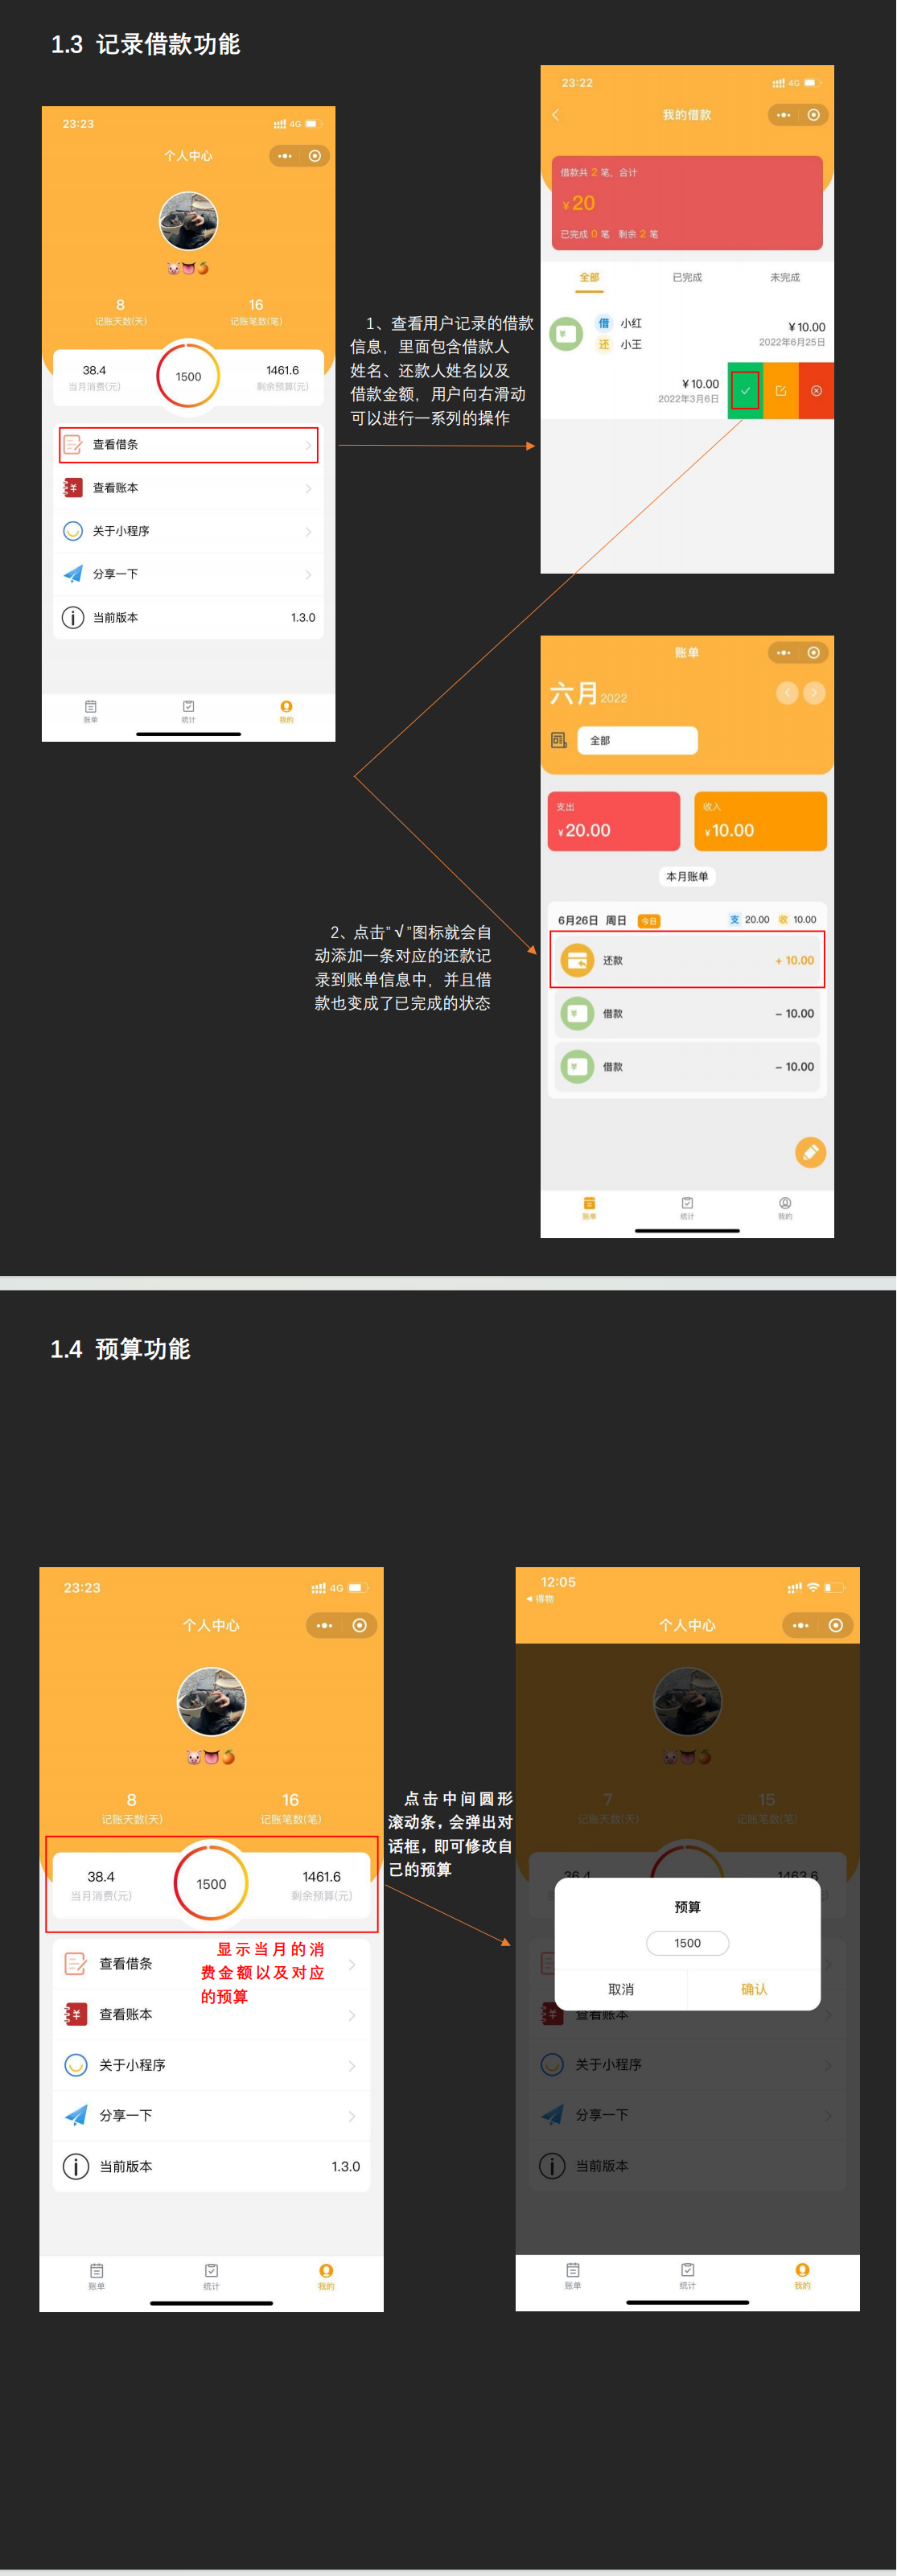 1.3 记录借款功能
23:23
4G
个人中心
8
记账天数(天)
16
记账笔数(笔)
38.4
当月消费(元)
1500
1461.6
剩余预算(元)
查看借条
查看账本
关于小程序
分享一下
当前版本
1.3.0
账单
统计
我的
1、查看用户记录的借款
信息，里面包含借款人
姓名、还款人姓名以及
借款金额，用户向右滑动
可以进行一系列的操作
23:22
4G
我的借款
借款共 2 笔，合计
¥20
已完成 0 笔 剩余 2 笔
全部
已完成
未完成
借 小红
还 小王
¥10.00
2022年6月25日
¥10.00
2022年3月6日
2、点击"√"图标就会自
动添加一条对应的还款记
录到账单信息中，并且借
款也变成了已完成的状态
账单
六月2022
全部
支出
¥20.00
收入
¥10.00
本月账单
6月26日 周日 今日
支 20.00 收 10.00
还款
+ 10.00
借款
– 10.00
借款
– 10.00
账单
统计
我的
1.4 预算功能
23:23
4G
个人中心
8
记账天数(天)
16
记账笔数(笔)
38.4
当月消费(元)
1500
1461.6
剩余预算(元)
显示当月的消
费金额以及对应
的预算
查看借条
查看账本
关于小程序
分享一下
当前版本
1.3.0
账单
统计
我的
点击中间圆形
滚动条，会弹出对
话框，即可修改自
己的预算
12:05
得物
个人中心
7
记账天数(天)
15
记账笔数(笔)
36.4
1463.6
预算
1500
取消
确认
查看账本
关于小程序
分享一下
当前版本
账单
统计
我的